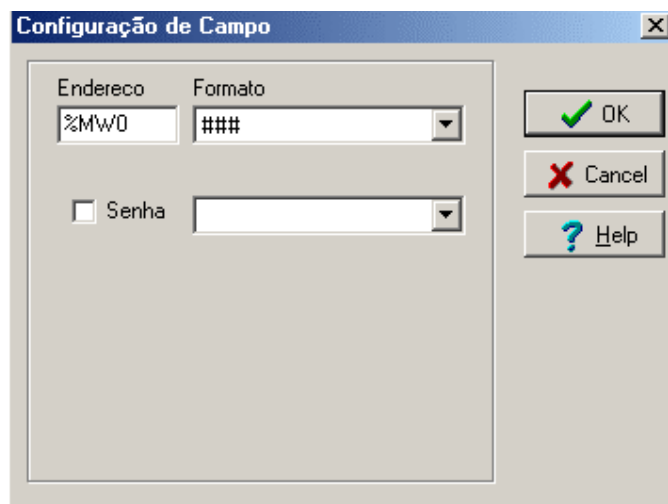 Configuração de Campo
Endereco Formato
%MW0 ###
OK
Cancel
Senha
Help